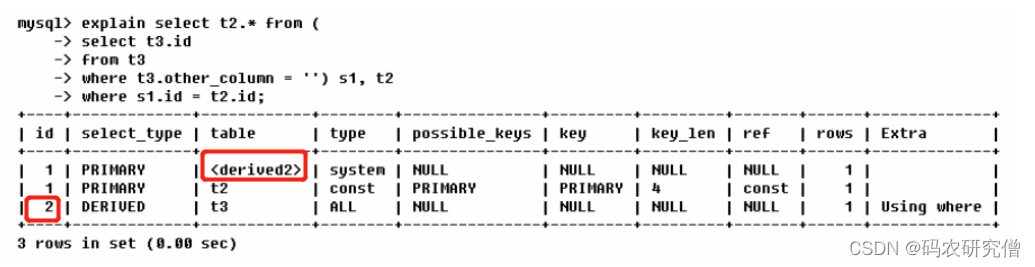 mysql> explain select t2.* from (
-> select t3.id
-> from t3
-> where t3.other_column = '') s1, t2
-> where s1.id = t2.id;
+----+-------------+------------+--------+---------------+---------+---------+-------+------+-------------+
| id | select_type | table | type | possible_keys | key | key_len | ref | rows | Extra |
+----+-------------+------------+--------+---------------+---------+---------+-------+------+-------------+
| 1 | PRIMARY | <derived2> | system | NULL | NULL | NULL | NULL | 1 | |
| 1 | PRIMARY | t2 | const | PRIMARY | PRIMARY | 4 | const | 1 | |
| 2 | DERIVED | t3 | ALL | NULL | NULL | NULL | NULL | 1 | Using where |
+----+-------------+------------+--------+---------------+---------+---------+-------+------+-------------+
3 rows in set (0.00 sec)
CSDN @码农研究僧